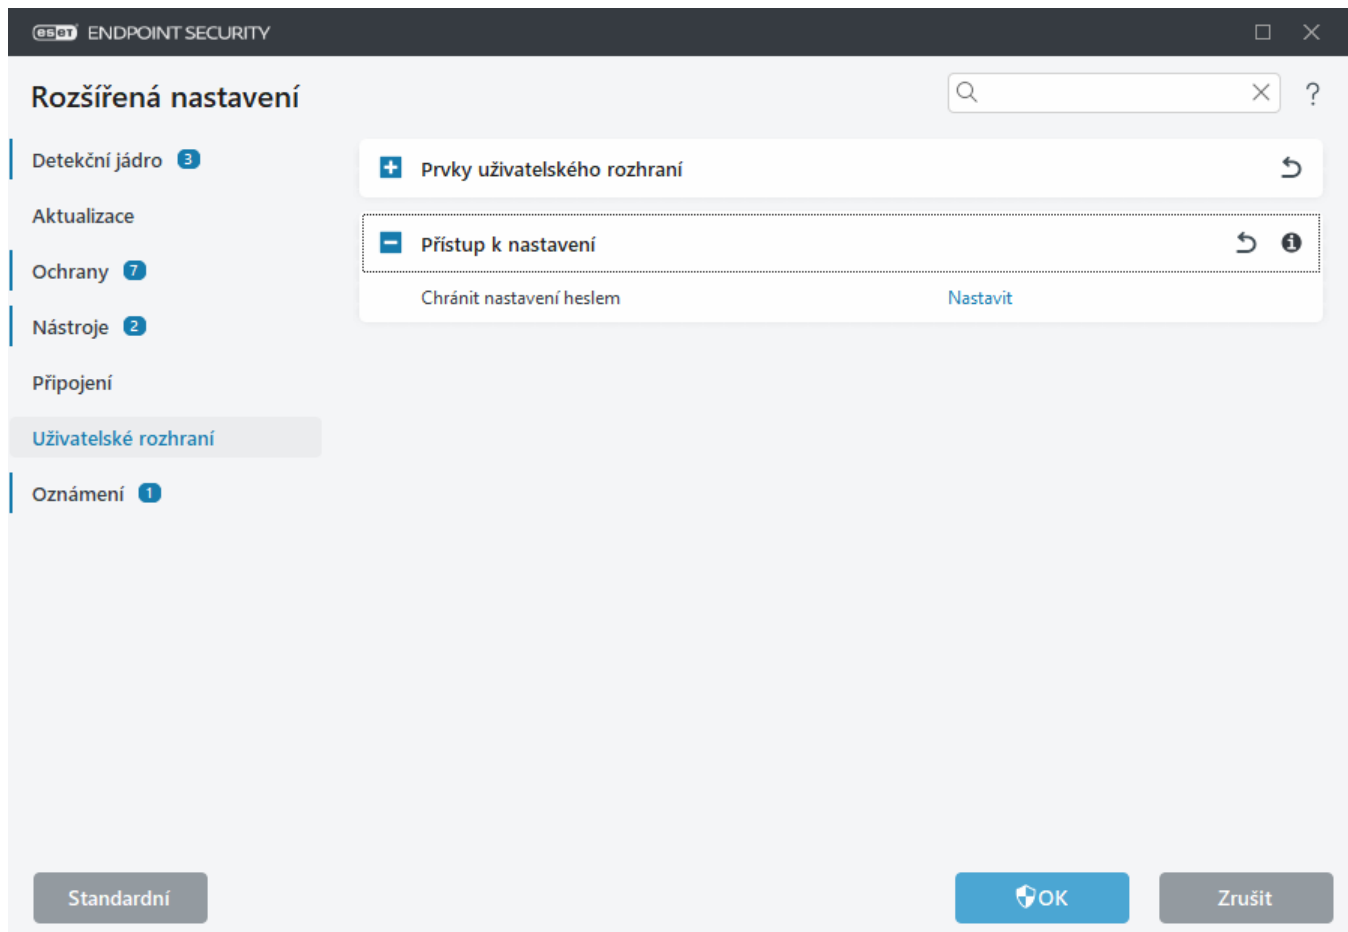 eset ENDPOINT SECURITY
Rozšířená nastavení
?
Detekční jádro 3
Aktualizace
Ochrany 7
Nástroje 2
Připojení
Uživatelské rozhraní
Oznámení 1
Prvky uživatelského rozhraní
Přístup k nastavení
Chránit nastavení heslem Nastavit
Standardní
OK
Zrušit